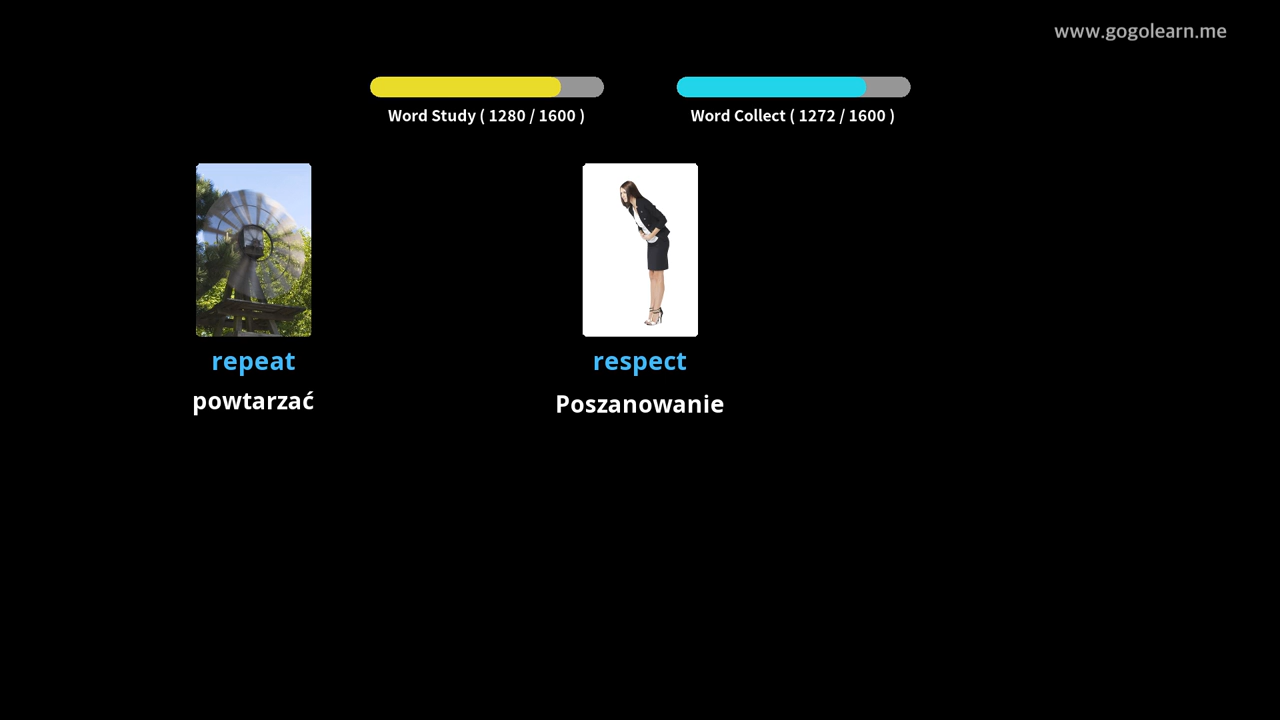 www.gogolearn.me
Word Study ( 1280 / 1600 )
Word Collect ( 1272 / 1600 )
repeat
powtarzać
respect
Poszanowanie